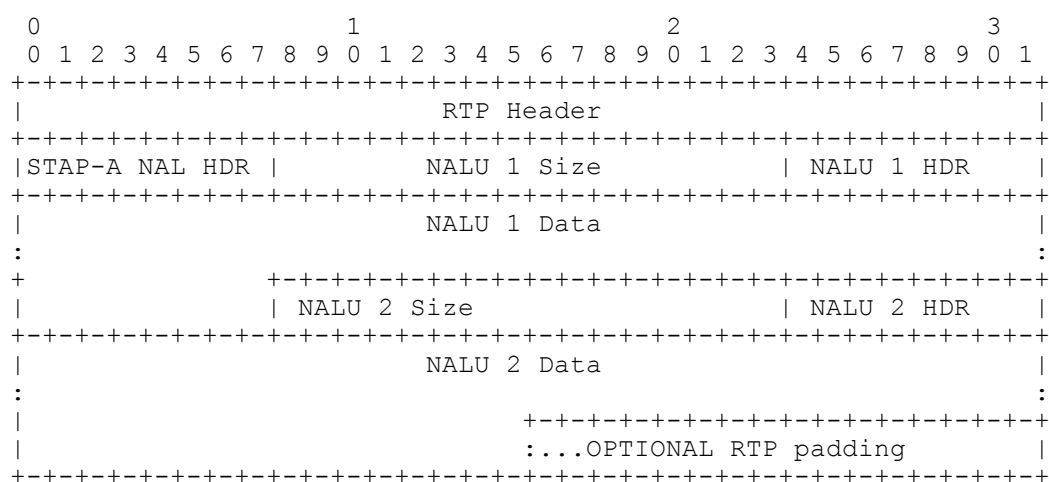 0                   1                   2                   3
 0 1 2 3 4 5 6 7 8 9 0 1 2 3 4 5 6 7 8 9 0 1 2 3 4 5 6 7 8 9 0 1
+-+-+-+-+-+-+-+-+-+-+-+-+-+-+-+-+-+-+-+-+-+-+-+-+-+-+-+-+-+-+-+-+
|                          RTP Header                           |
+-+-+-+-+-+-+-+-+-+-+-+-+-+-+-+-+-+-+-+-+-+-+-+-+-+-+-+-+-+-+-+-+
|STAP-A NAL HDR |         NALU 1 Size           | NALU 1 HDR    |
+-+-+-+-+-+-+-+-+-+-+-+-+-+-+-+-+-+-+-+-+-+-+-+-+-+-+-+-+-+-+-+-+
|                         NALU 1 Data                           |
:                                                               :
+               +-+-+-+-+-+-+-+-+-+-+-+-+-+-+-+-+-+-+-+-+-+-+-+-+
|               | NALU 2 Size                   | NALU 2 HDR    |
+-+-+-+-+-+-+-+-+-+-+-+-+-+-+-+-+-+-+-+-+-+-+-+-+-+-+-+-+-+-+-+-+
|                         NALU 2 Data                           |
:                                                               :
|                               +-+-+-+-+-+-+-+-+-+-+-+-+-+-+-+-+
|                               :...OPTIONAL RTP padding        |
+-+-+-+-+-+-+-+-+-+-+-+-+-+-+-+-+-+-+-+-+-+-+-+-+-+-+-+-+-+-+-+-+